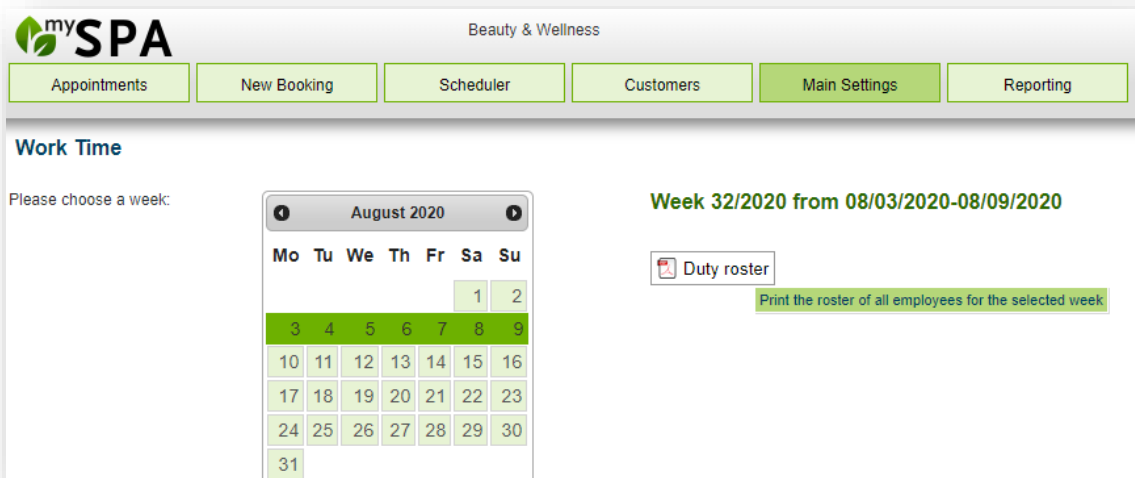 mySPA
Beauty & Wellness
Appointments
New Booking
Scheduler
Customers
Main Settings
Reporting
Work Time
Please choose a week:
August 2020
Mo Tu We Th Fr Sa Su
1 2
3 4 5 6 7 8 9
10 11 12 13 14 15 16
17 18 19 20 21 22 23
24 25 26 27 28 29 30
31
Week 32/2020 from 08/03/2020-08/09/2020
Duty roster
Print the roster of all employees for the selected week